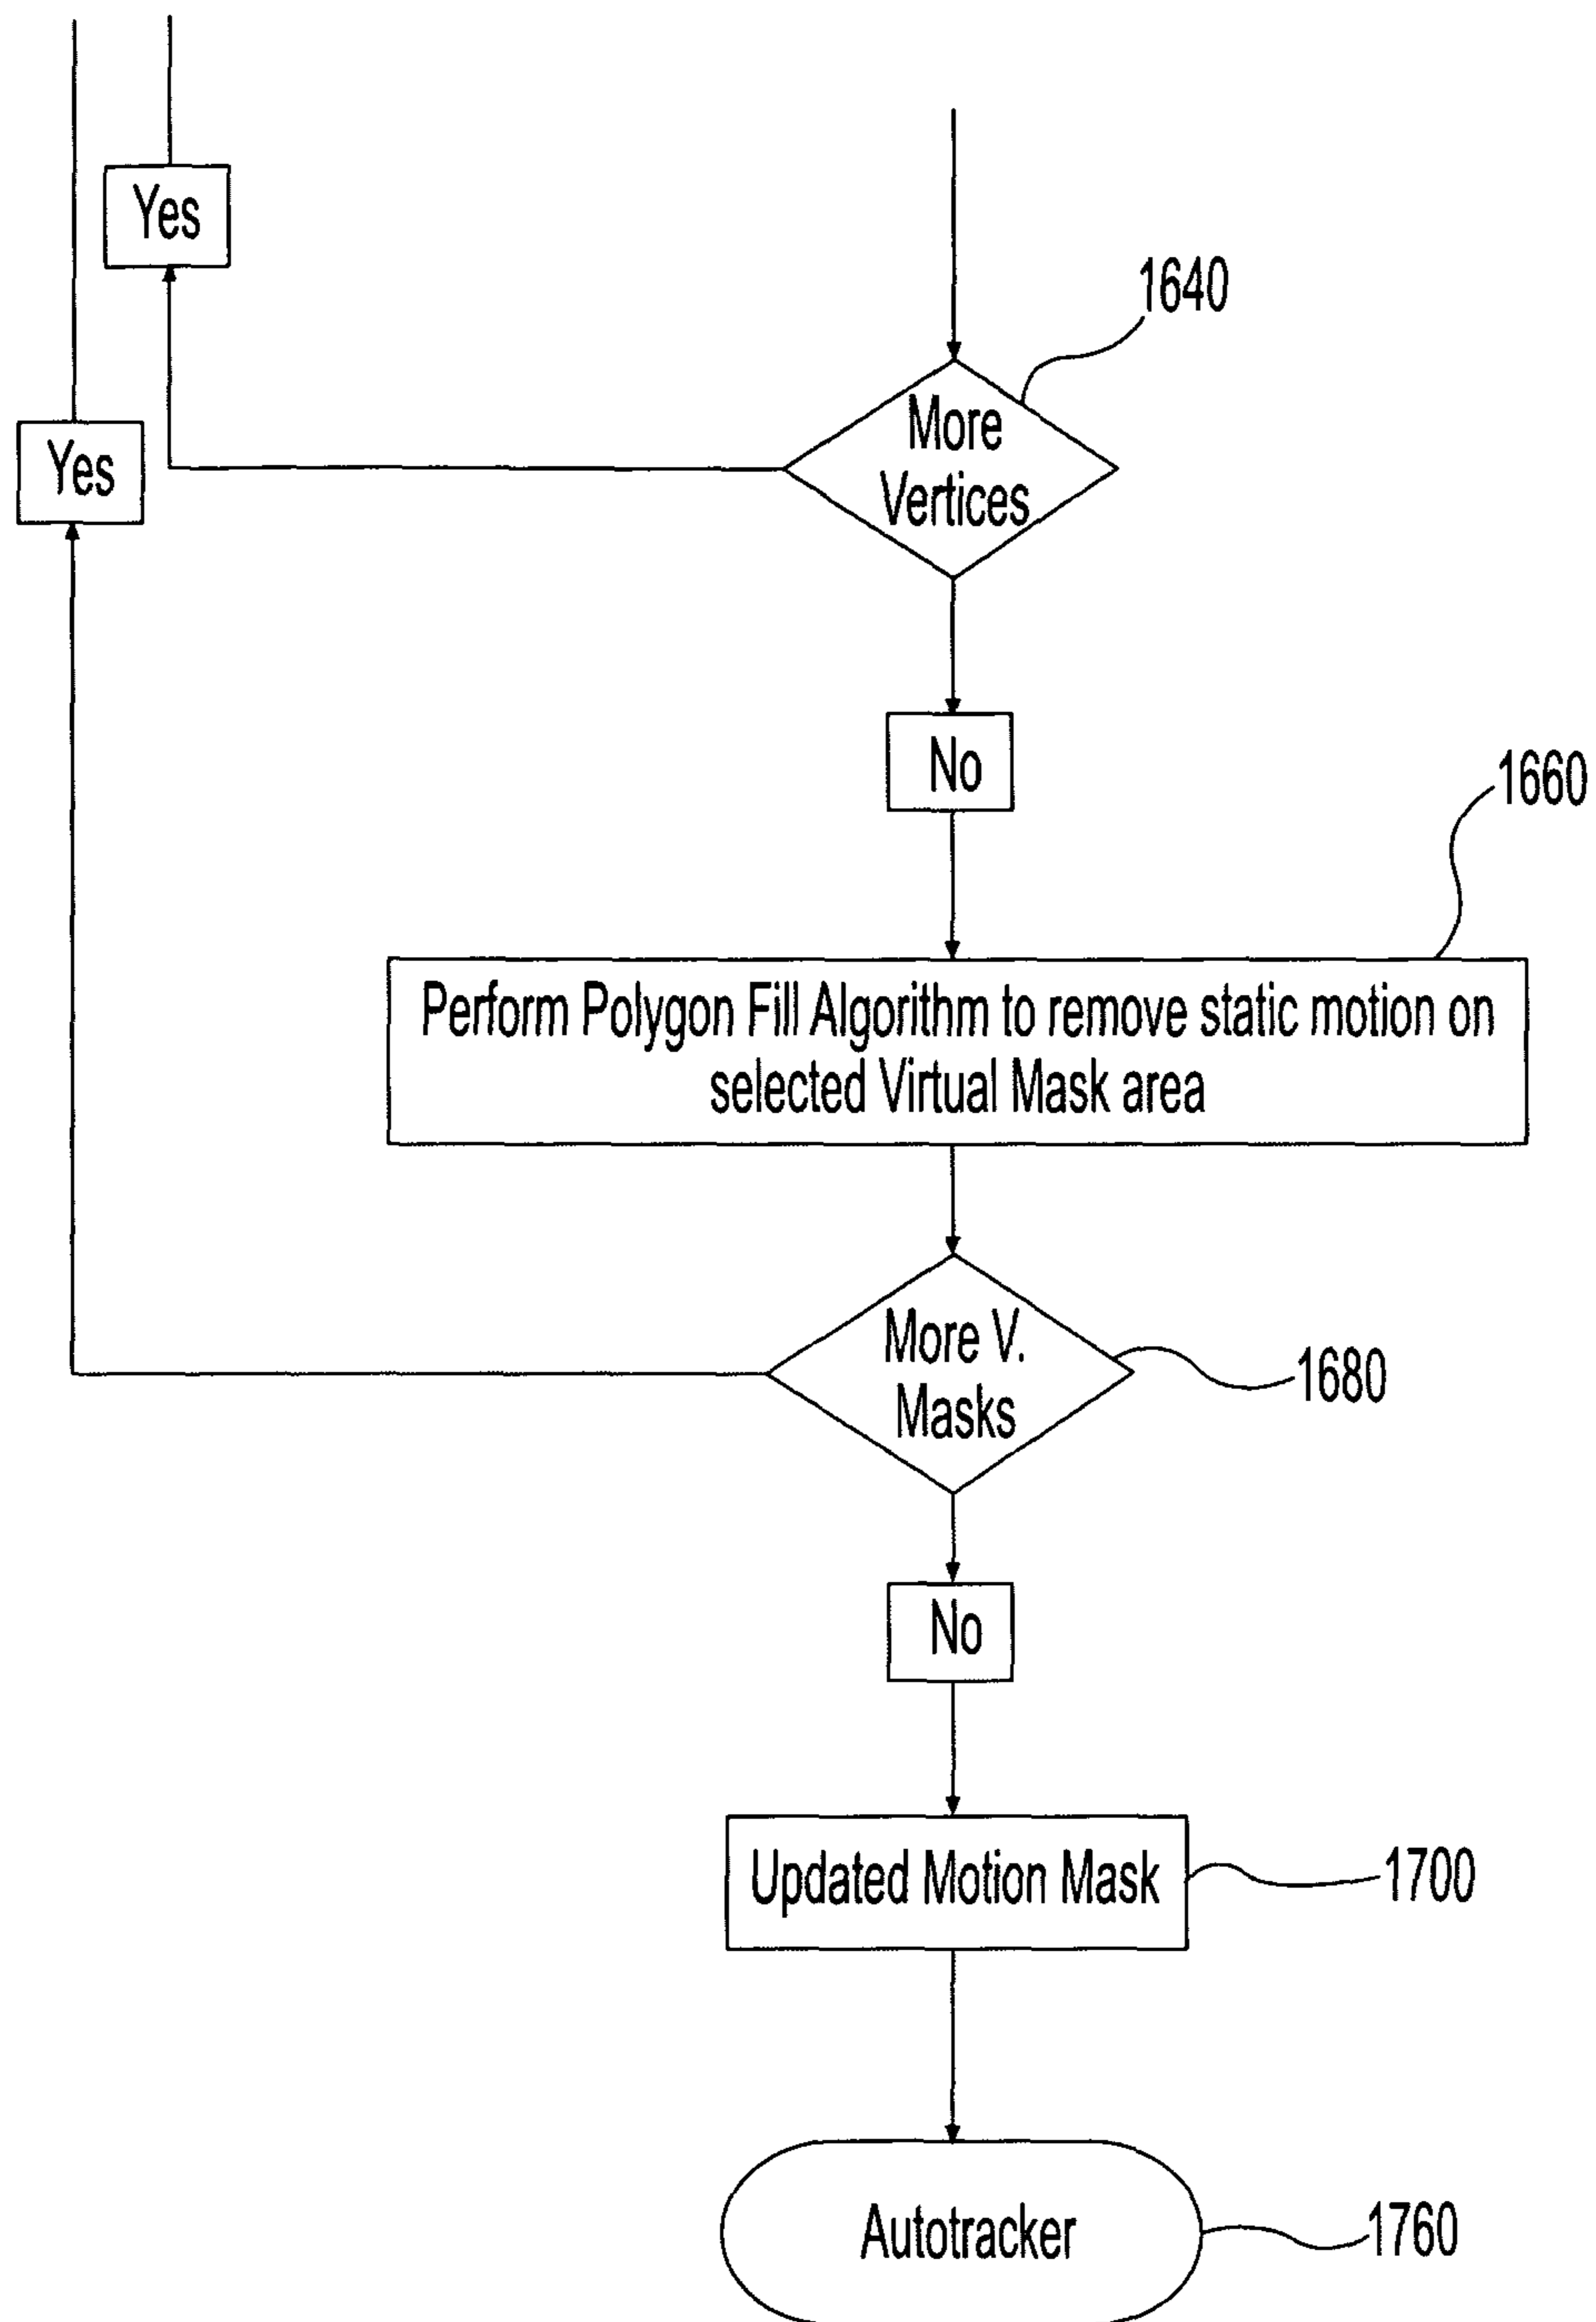 Yes
1640
More
Vertices
Yes
No
1660
Perform Polygon Fill Algorithm to remove static motion on
selected Virtual Mask area
More V.
Masks
1680
No
Updated Motion Mask
1700
Autotracker
1760